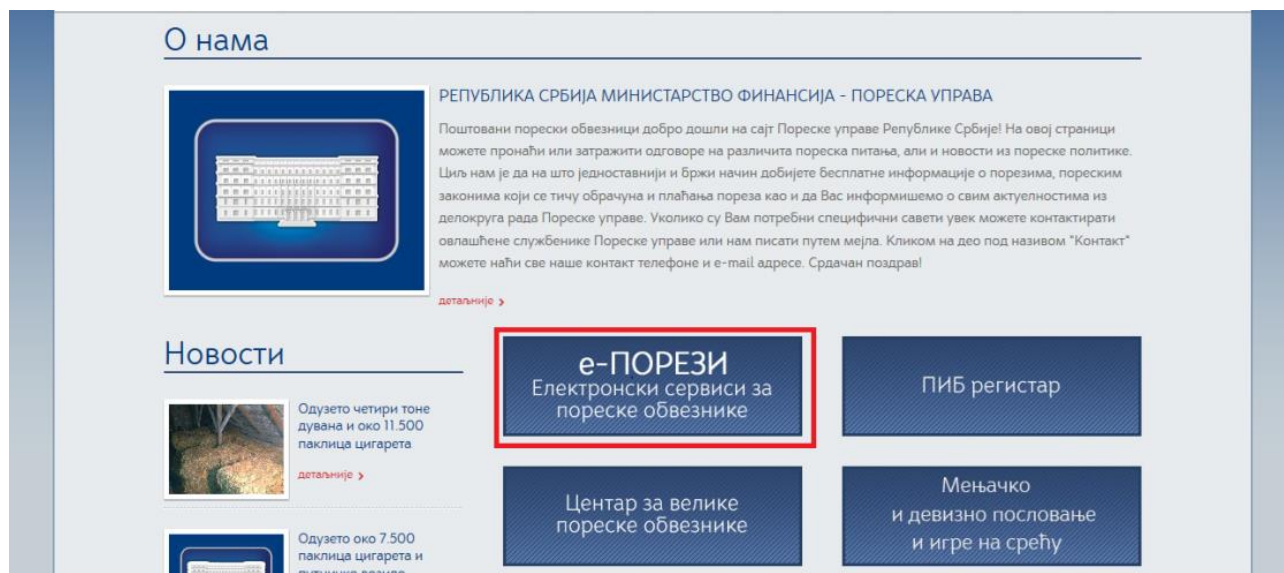 О нама
РЕПУБЛИКА СРБИЈА МИНИСТАРСТВО ФИНАНСИЈА - ПОРЕСКА УПРАВА
Поштовани порески обвезници добро дошли на сајт Пореске управе Републике Србије! На овој страници
можете пронаћи или затражити одговоре на различита пореска питања, али и новости из пореске политике.
Циљ нам је да на што једноставнији и бржи начин добијете бесплатне информације о порезима, пореским
законима који се тичу обрачуна и плаћања пореза као и да Вас информишемо о свим актуелностима из
делокруга рада Пореске управе. Уколико су Вам потребни специфични савети увек можете контактирати
овлашћене службенике Пореске управе или нам писати путем мејла. Кликом на део под називом "Контакт"
можете наћи све наше контакт телефоне и e-mail адресе. Срдачан поздрав!
детаљније
Новости
Одузето четири тоне
дувана и око 11.500
паклица цигарета
детаљније
Одузето око 7.500
паклица цигарета и
путничко возило
е-ПОРЕЗИ
Електронски сервиси за
пореске обвезнике
ПИБ регистар
Центар за велике
пореске обвезнике
Мењачко
и девизно пословање
и игре на срећу